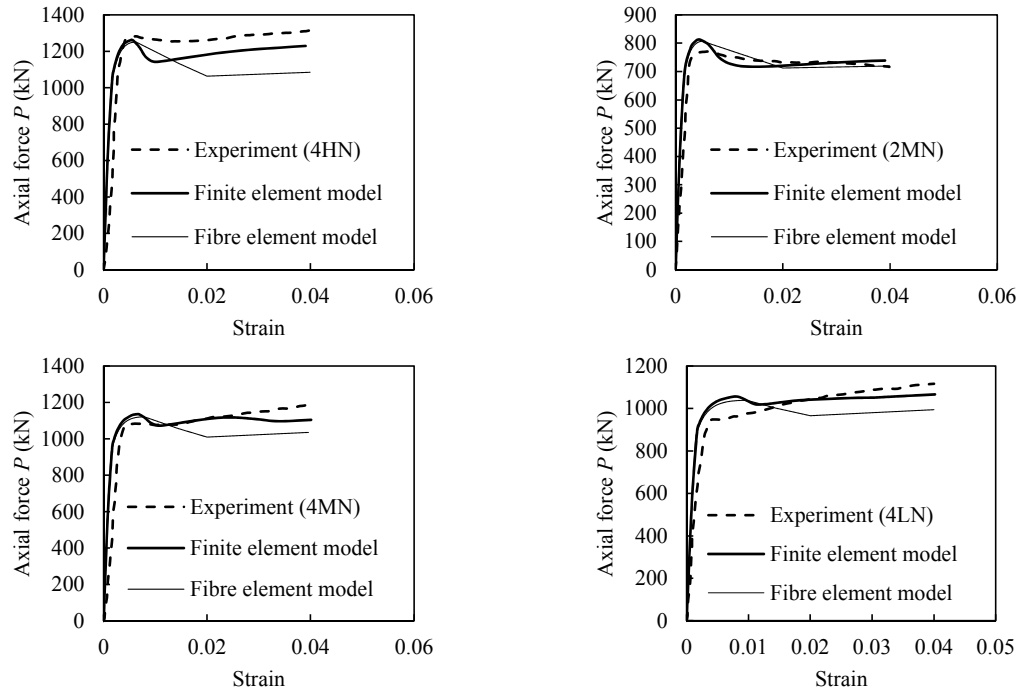 Axial force P (kN)
1400
1200
1000
800
600
400
200
0
Experiment (4HN)
Finite element model
Fibre element model
0 0.02 0.04 0.06
Strain
Axial force P (kN)
900
800
700
600
500
400
300
200
100
0
Experiment (2MN)
Finite element model
Fibre element model
0 0.02 0.04 0.06
Strain
Axial force P (kN)
1400
1200
1000
800
600
400
200
0
Experiment (4MN)
Finite element model
Fibre element model
0 0.02 0.04 0.06
Strain
Axial force P (kN)
1200
1000
800
600
400
200
0
Experiment (4LN)
Finite element model
Fibre element model
0 0.01 0.02 0.03 0.04 0.05
Strain